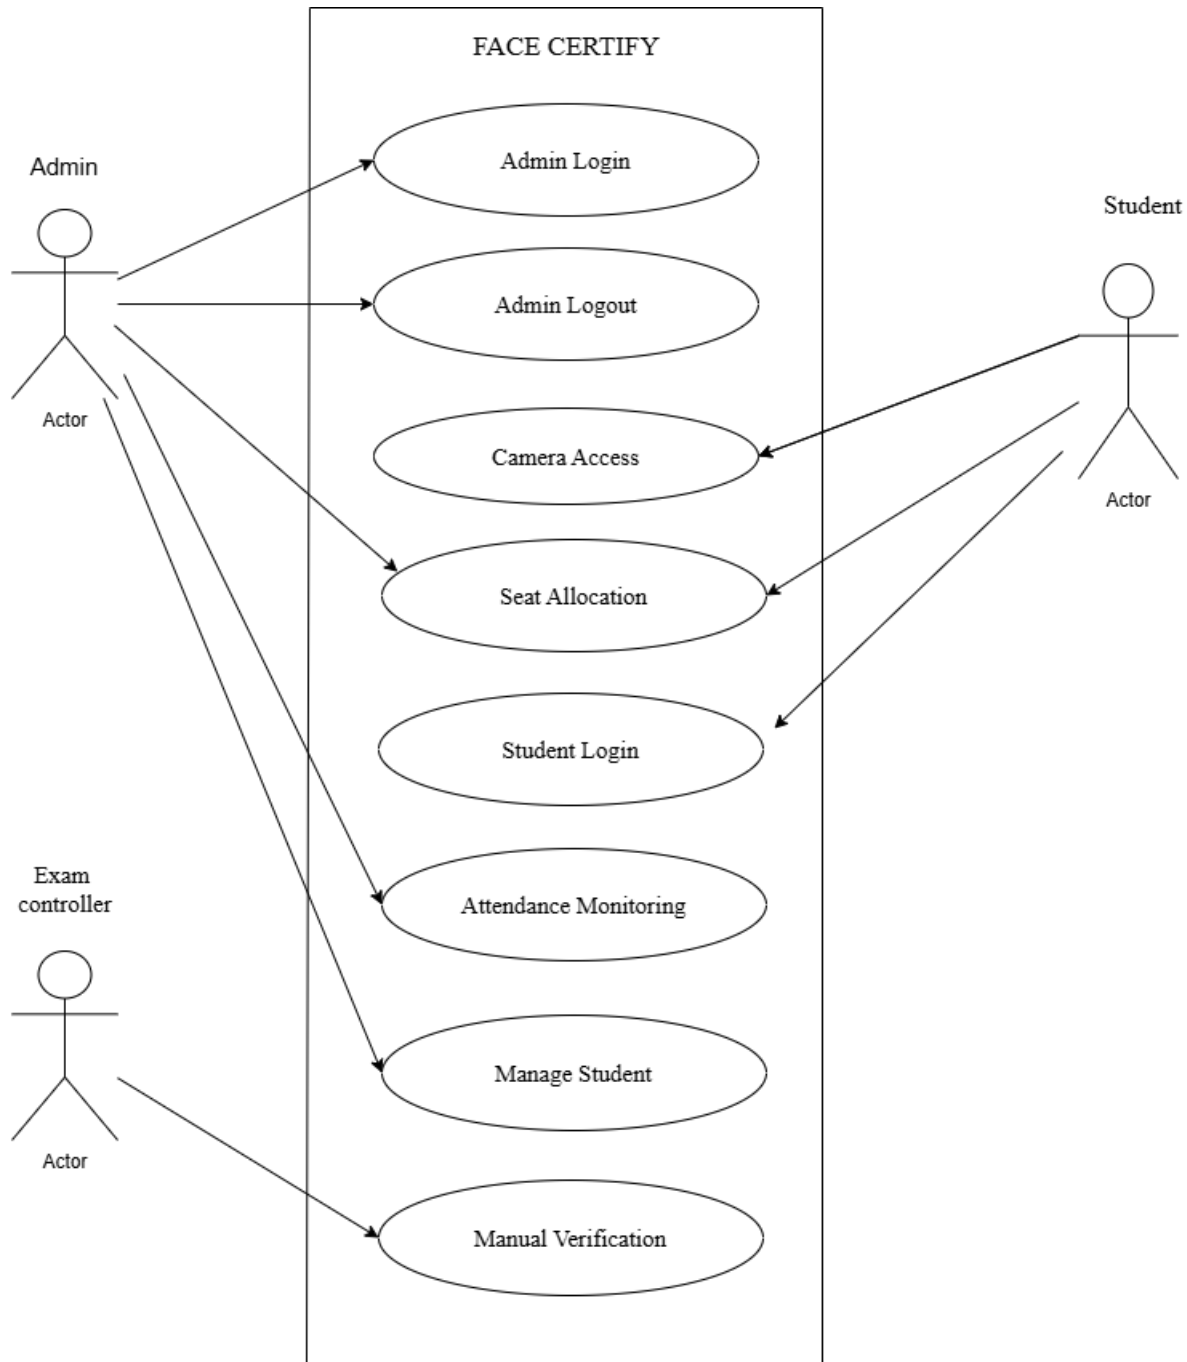 FACE CERTIFY
Admin Login
Admin
Student
Admin Logout
Actor
Camera Access
Actor
Seat Allocation
Student Login
Exam
controller
Attendance Monitoring
Manage Student
Actor
Manual Verification